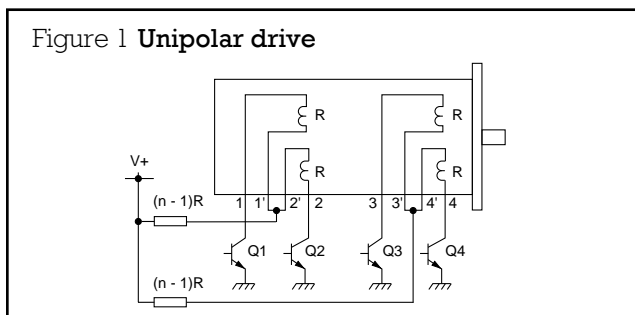 Figure 1 Unipolar drive
R
R
R
R
V+
1 1' 2' 2 3 3' 4' 4
(n - 1)R
Q1 Q2 Q3 Q4
(n - 1)R